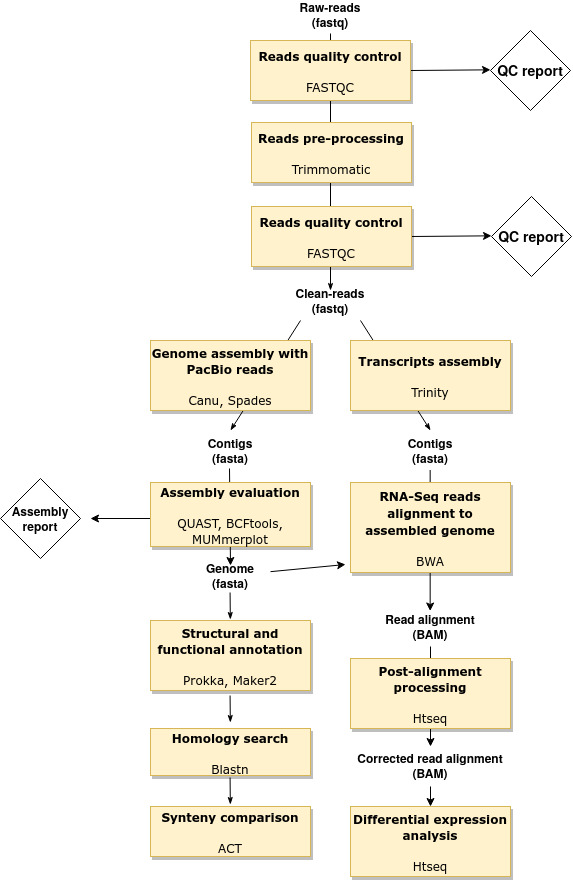 Raw-reads
(fastq)
Reads quality control
FASTQC
QC report
Reads pre-processing
Trimmomatic
Reads quality control
FASTQC
QC report
Clean-reads
(fastq)
Genome assembly with
PacBio reads
Canu, Spades
Transcripts assembly
Trinity
Contigs
(fasta)
Contigs
(fasta)
Assembly
report
Assembly evaluation
QUAST, BCFtools,
MUMmerplot
RNA-Seq reads
alignment to
assembled genome
BWA
Genome
(fasta)
Read alignment
(BAM)
Structural and
functional annotation
Prokka, Maker2
Post-alignment
processing
Htseq
Homology search
Blastn
Corrected read alignment
(BAM)
Synteny comparison
ACT
Differential expression
analysis
Htseq